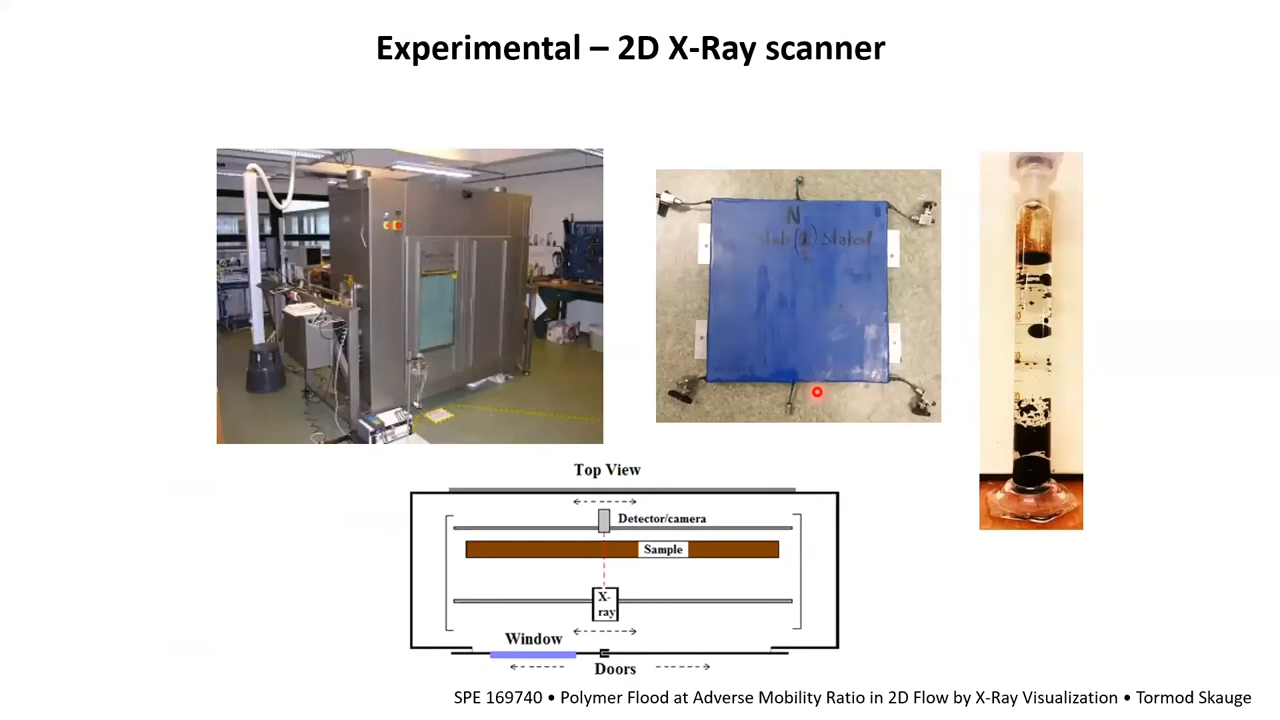 Experimental – 2D X-Ray scanner
N
Top View
Detector/camera
Sample
X-
ray
Window
Doors
SPE 169740 • Polymer Flood at Adverse Mobility Ratio in 2D Flow by X-Ray Visualization • Tormod Skauge